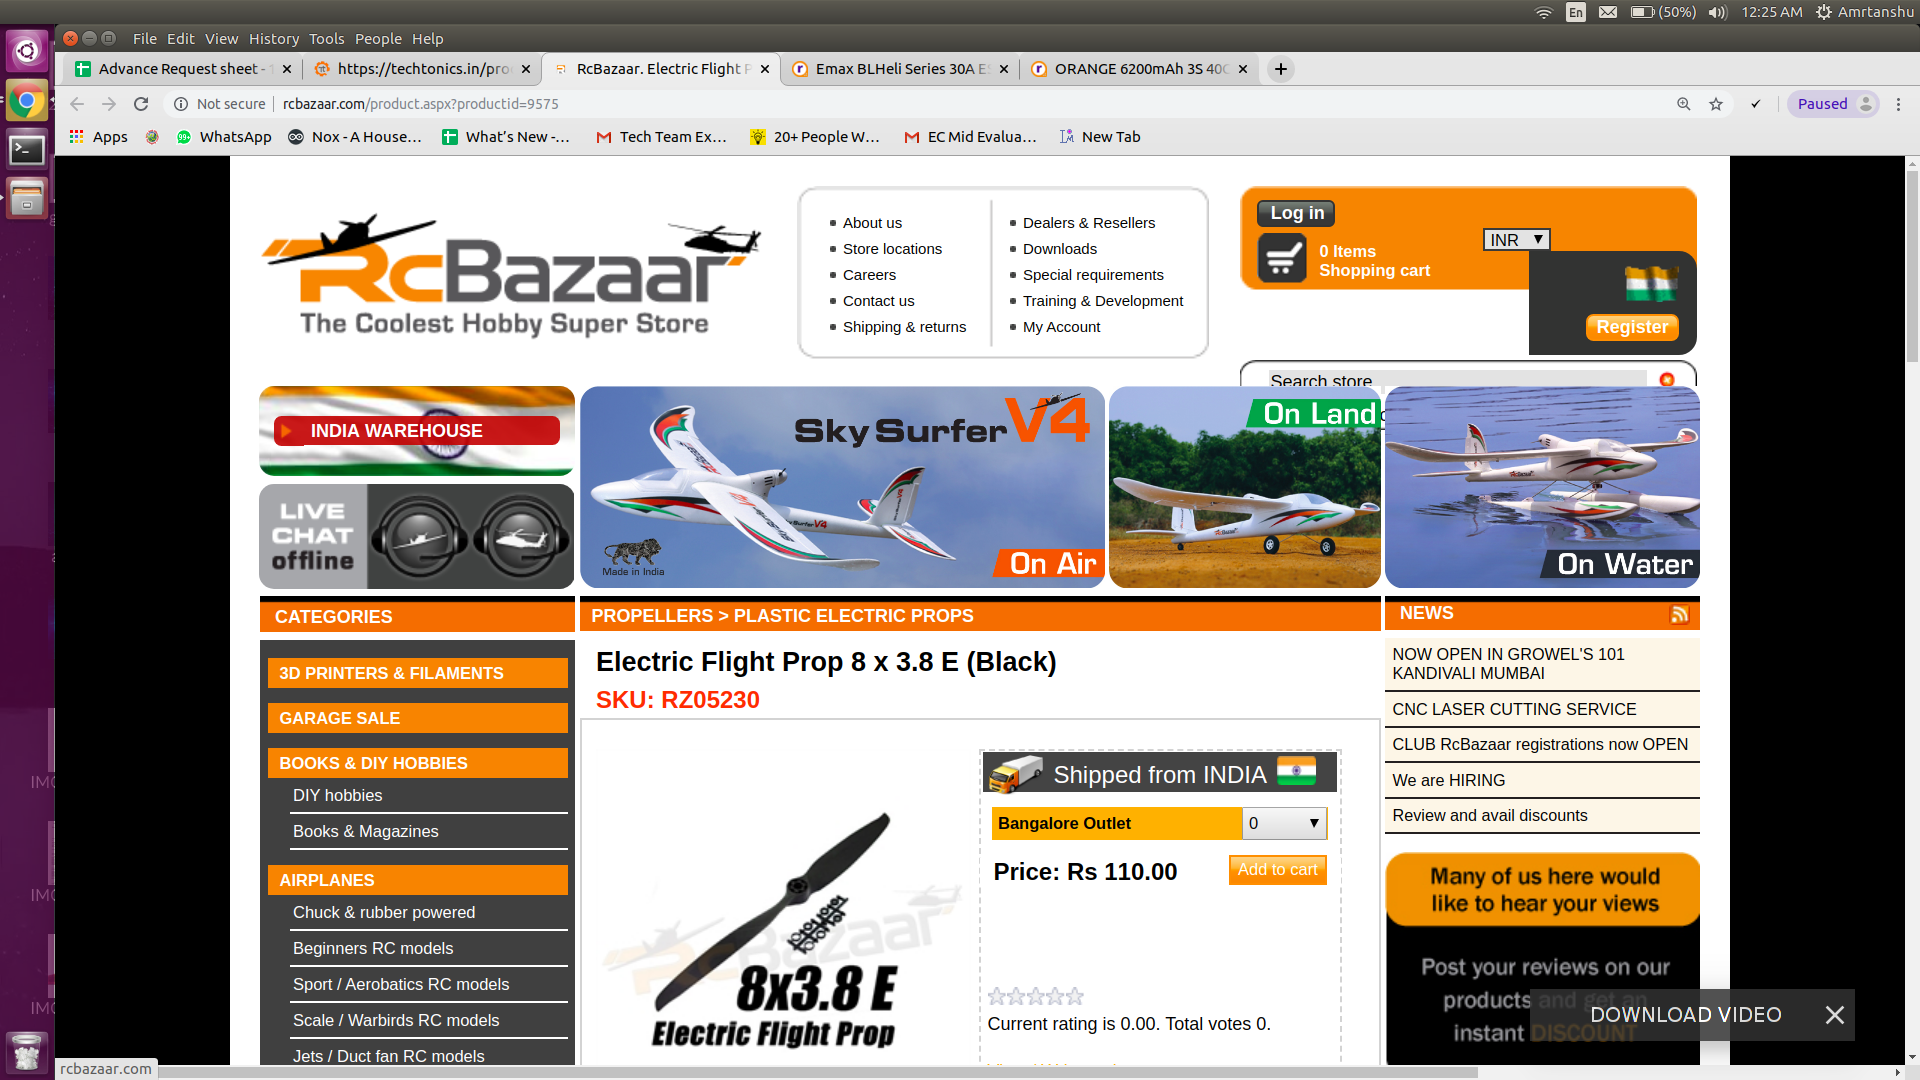 En
(50%)
12:25 AM
Amrtanshu
File Edit View History Tools People Help
Advance Request sheet -
https://techtonics.in/pro
RcBazaar. Electric Flight P
Emax BLHeli Series 30A ES
ORANGE 6200mAh 3S 40C
Not secure
rcbazaar.com/product.aspx?productid=9575
Paused
Apps
WhatsApp
Nox - A House...
What's New -...
Tech Team Ex...
20+ People W...
EC Mid Evalua...
New Tab
RcBazaar
The Coolest Hobby Super Store
About us
Store locations
Careers
Contact us
Shipping & returns
Dealers & Resellers
Downloads
Special requirements
Training & Development
My Account
Log in
0 Items
Shopping cart
INR
Register
Search store
INDIA WAREHOUSE
LIVE
CHAT
offline
Sky Surfer V4
SkySurferV4
Made in India
On Air
On Land
On Water
CATEGORIES
3D PRINTERS & FILAMENTS
GARAGE SALE
BOOKS & DIY HOBBIES
DIY hobbies
Books & Magazines
AIRPLANES
Chuck & rubber powered
Beginners RC models
Sport / Aerobatics RC models
Scale / Warbirds RC models
Jets / Duct fan RC models
PROPELLERS > PLASTIC ELECTRIC PROPS
Electric Flight Prop 8 x 3.8 E (Black)
SKU: RZ05230
RcBazaar
8x3.8 E
Electric Flight Prop
Shipped from INDIA
Bangalore Outlet
0
Price: Rs 110.00
Add to cart
Current rating is 0.00. Total votes 0.
NEWS
NOW OPEN IN GROWEL'S 101
KANDIVALI MUMBAI
CNC LASER CUTTING SERVICE
CLUB RcBazaar registrations now OPEN
We are HIRING
Review and avail discounts
Many of us here would
like to hear your views
Post your reviews on our
products and get an
instant DISCOUNT
DOWNLOAD VIDEO
rcbazaar.com